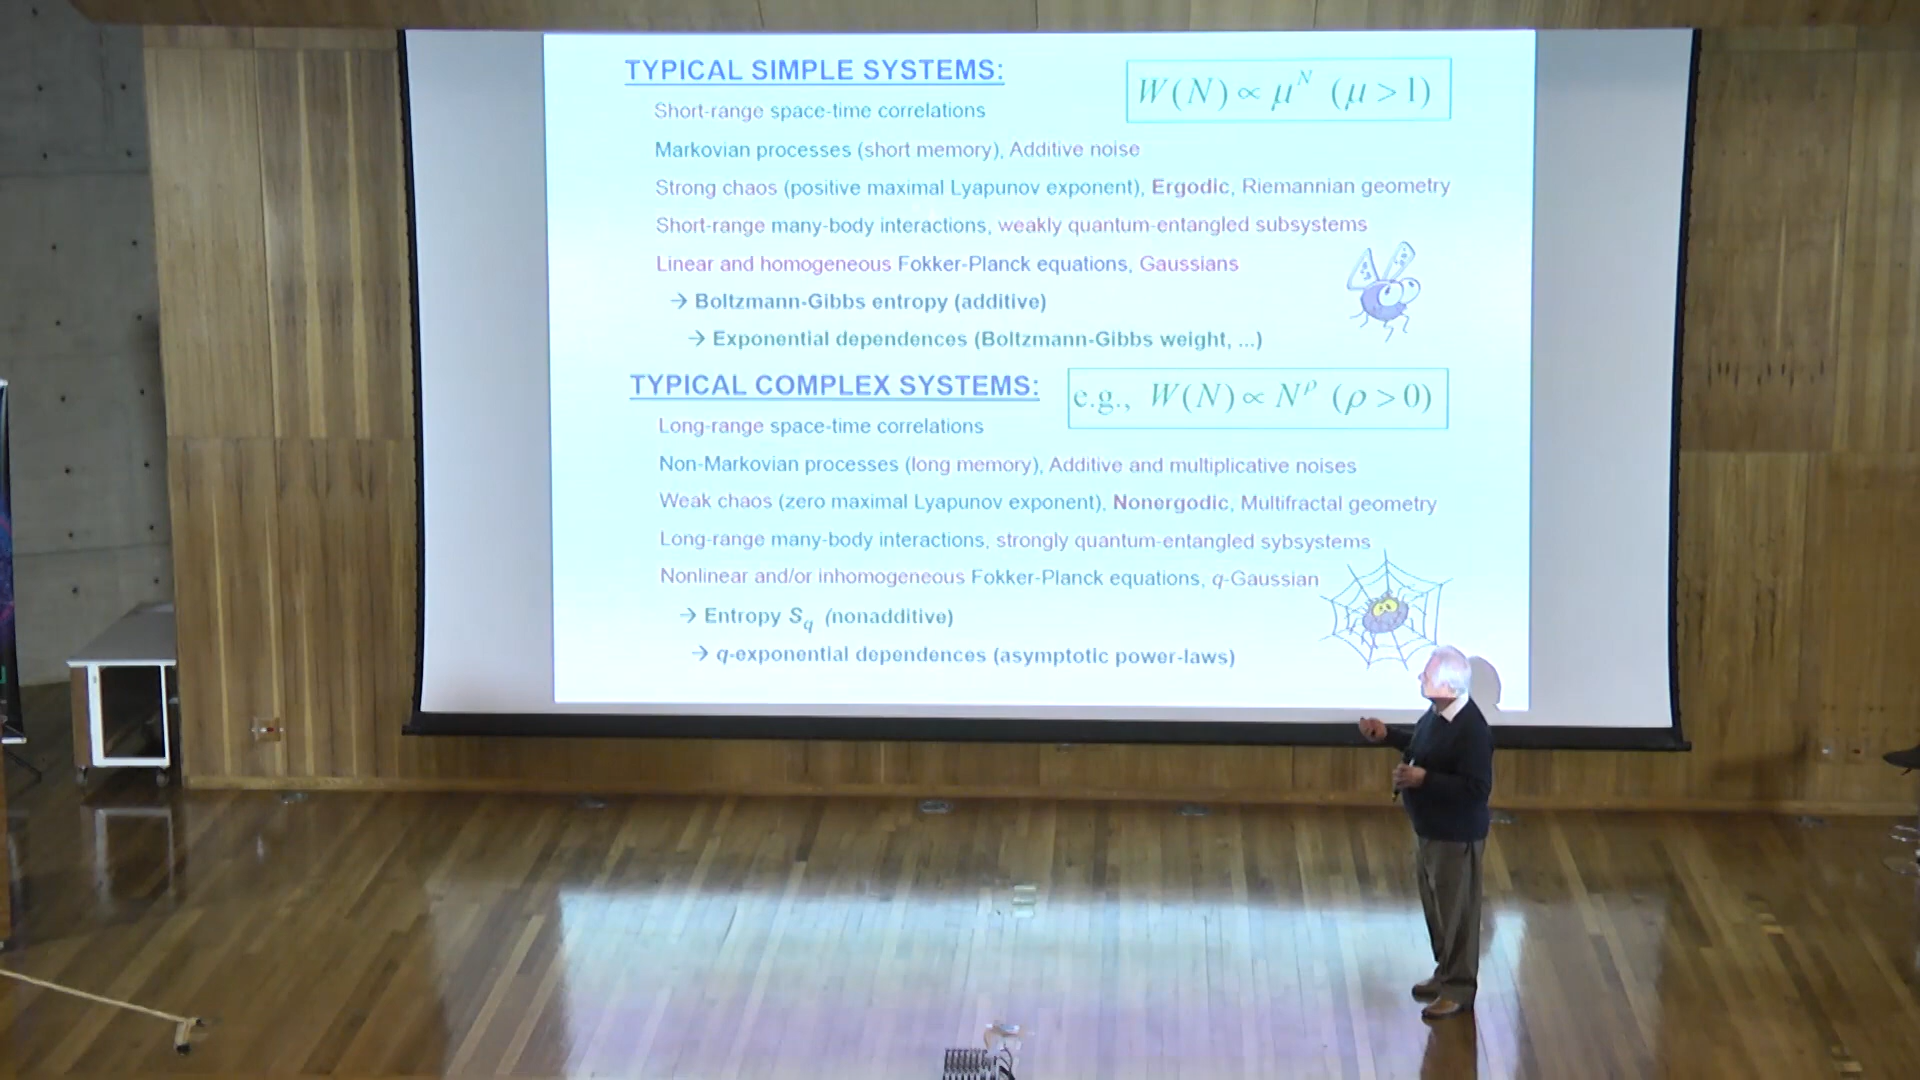 TYPICAL SIMPLE SYSTEMS:
W(N) ∝ μ^N (μ > 1)
Short-range space-time correlations
Markovian processes (short memory), Additive noise
Strong chaos (positive maximal Lyapunov exponent), Ergodic, Riemannian geometry
Short-range many-body interactions, weakly quantum-entangled subsystems
Linear and homogeneous Fokker-Planck equations, Gaussians
→ Boltzmann-Gibbs entropy (additive)
→ Exponential dependences (Boltzmann-Gibbs weight, ...)
TYPICAL COMPLEX SYSTEMS:
e.g., W(N) ∝ N^ρ (ρ > 0)
Long-range space-time correlations
Non-Markovian processes (long memory), Additive and multiplicative noises
Weak chaos (zero maximal Lyapunov exponent), Nonergodic, Multifractal geometry
Long-range many-body interactions, strongly quantum-entangled sybsystems
Nonlinear and/or inhomogeneous Fokker-Planck equations, q-Gaussian
→ Entropy S_q (nonadditive)
→ q-exponential dependences (asymptotic power-laws)